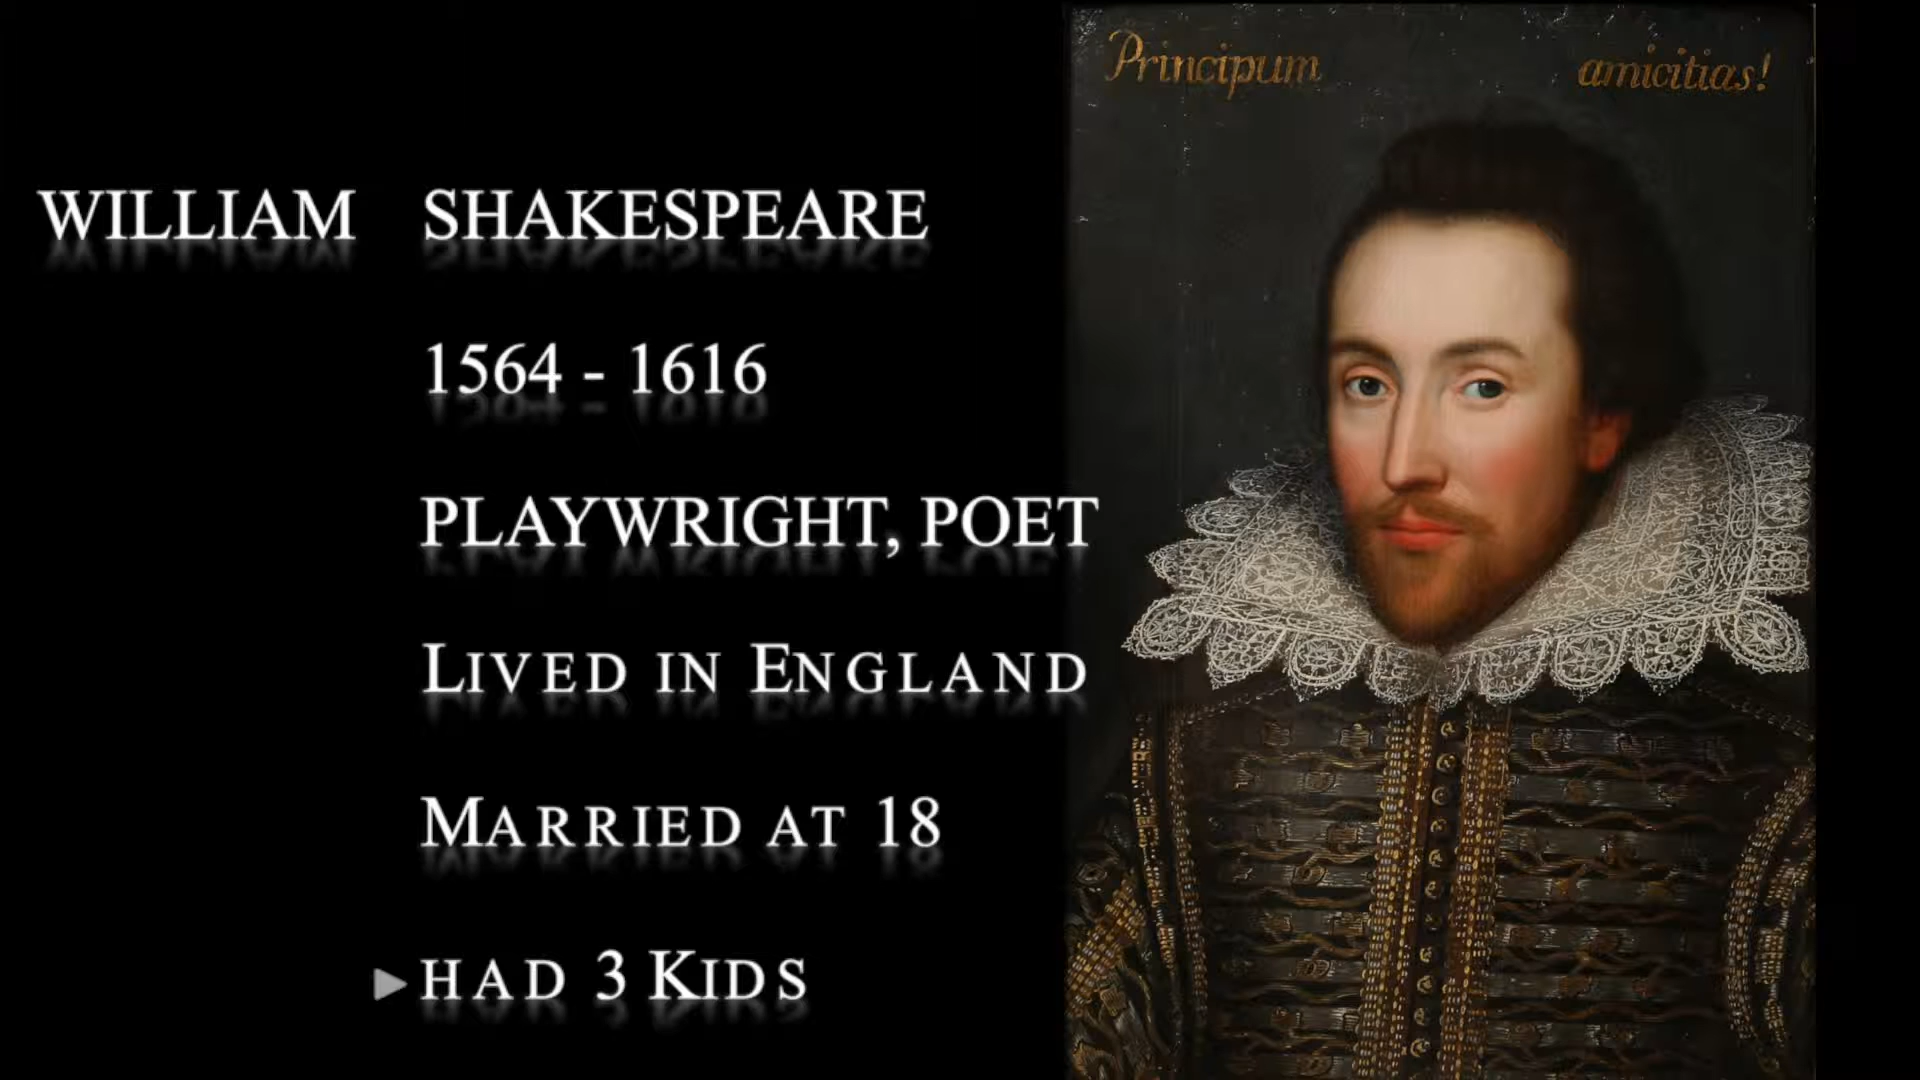 Principum amicitias!
WILLIAM SHAKESPEARE
1564 - 1616
PLAYWRIGHT, POET
LIVED IN ENGLAND
MARRIED AT 18
HAD 3 KIDS